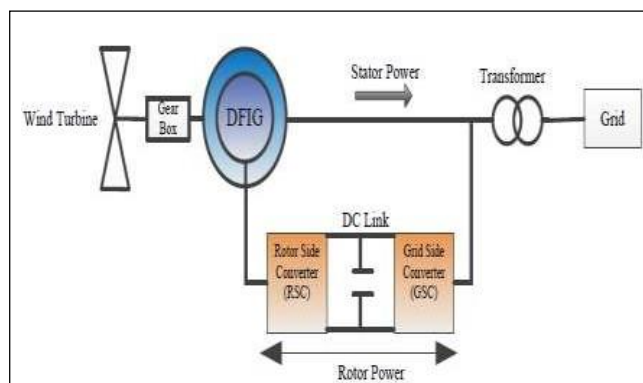 Stator Power
Transformer
Wind Turbine
Gear
Box
DFIG
Grid
DC Link
Rotor Side
Converter
(RSC)
Grid Side
Converter
(GSC)
Rotor Power